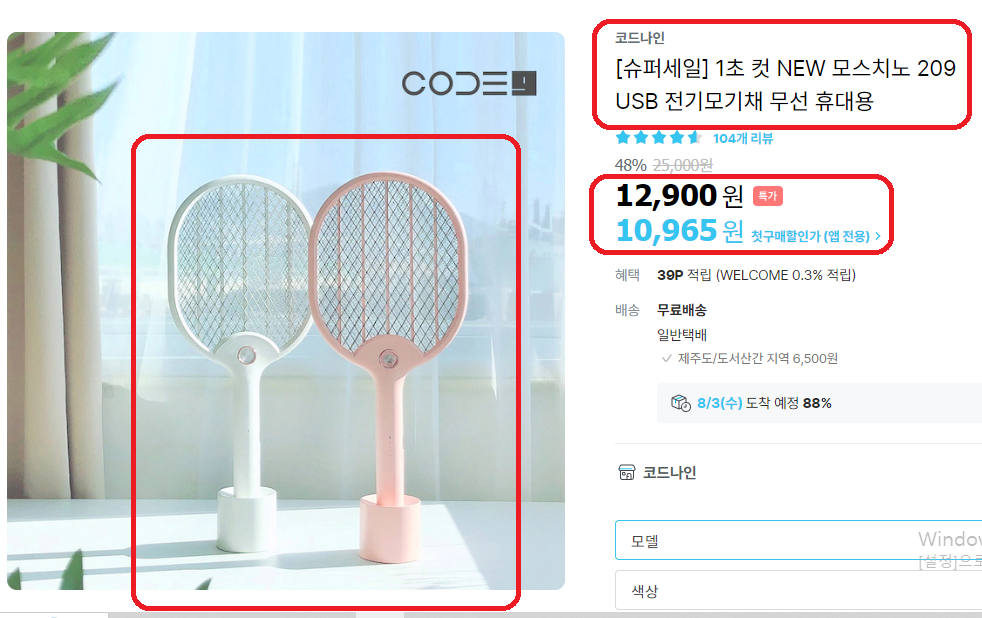 CODE 9
코드나인
[슈퍼세일] 1초 컷 NEW 모스치노 209
USB 전기모기채 무선 휴대용
104개 리뷰
48% 25,000원
12,900 원 특가
10,965 원 첫구매할인가 (앱 전용) >
혜택 39P 적립 (WELCOME 0.3% 적립)
배송 무료배송
일반택배
제주도/도서산간 지역 6,500원
8/3(수) 도착 예정 88%
코드나인
모델
Window
[설정]으로
색상